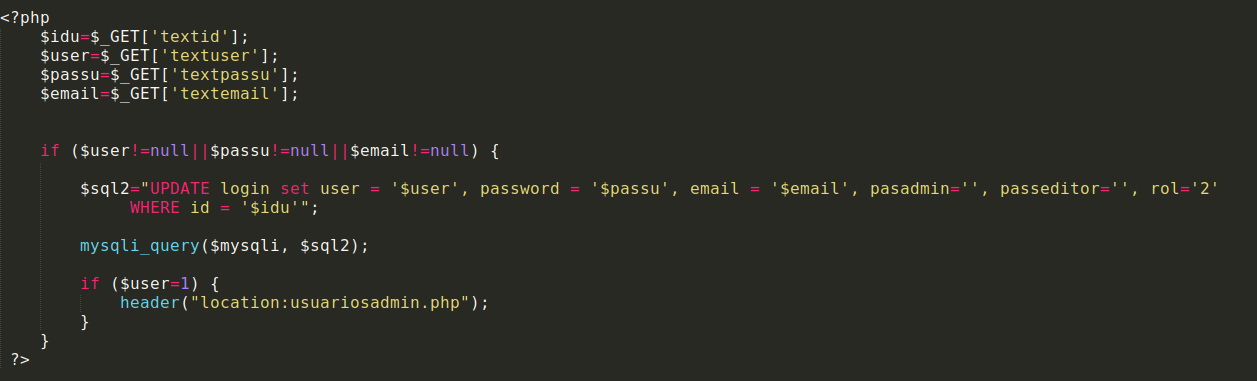 <?php
$idu=$_GET['textid'];
$user=$_GET['textuser'];
$passu=$_GET['textpassu'];
$email=$_GET['textemail'];
if ($user!=null||$passu!=null||$email!=null) {
$sql2="UPDATE login set user = '$user', password = '$passu', email = '$email', pasadmin='', passeditor='', rol='2'
WHERE id = '$idu'";
mysqli_query($mysqli, $sql2);
if ($user=1) {
header("location:usuariosadmin.php");
}
}
?>